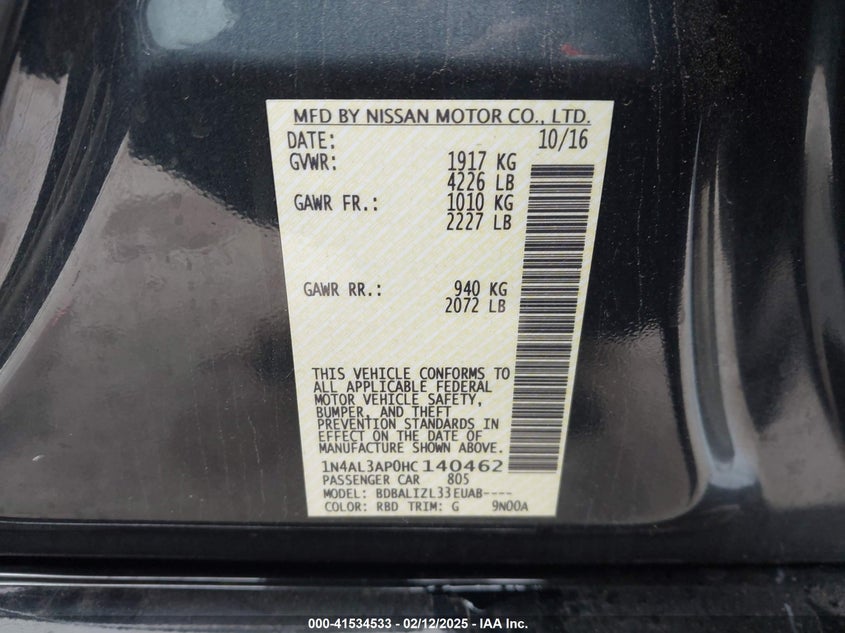 MFD BY NISSAN MOTOR CO., LTD.
DATE: 10/16
GVWR: 1917 KG
4226 LB
GAWR FR.: 1010 KG
2227 LB
GAWR RR.: 940 KG
2072 LB
THIS VEHICLE CONFORMS TO
ALL APPLICABLE FEDERAL
MOTOR VEHICLE SAFETY,
BUMPER, AND THEFT
PREVENTION STANDARDS IN
EFFECT ON THE DATE OF
MANUFACTURE SHOWN ABOVE.
1N4AL3AP0HC140462
PASSENGER CAR 805
MODEL: BDBALIZL33EUAB----
COLOR: RBD TRIM: G 9N00A
000-41534533 - 02/12/2025 - IAA Inc.